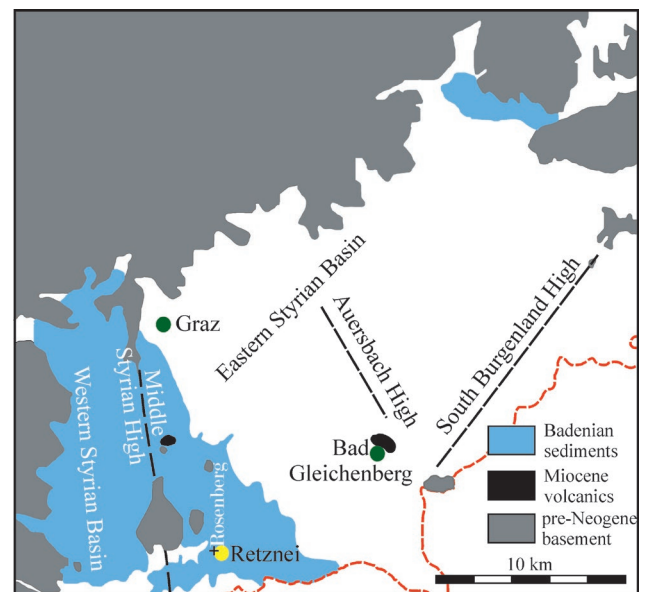 Graz
Eastern Styrian Basin
Auersbach High
South Burgenland High
Middle
Styrian High
Western Styrian Basin
Bad
Gleichenberg
Rosenberg
Retznei
Badenian
sediments
Miocene
volcanics
pre-Neogene
basement
10 km